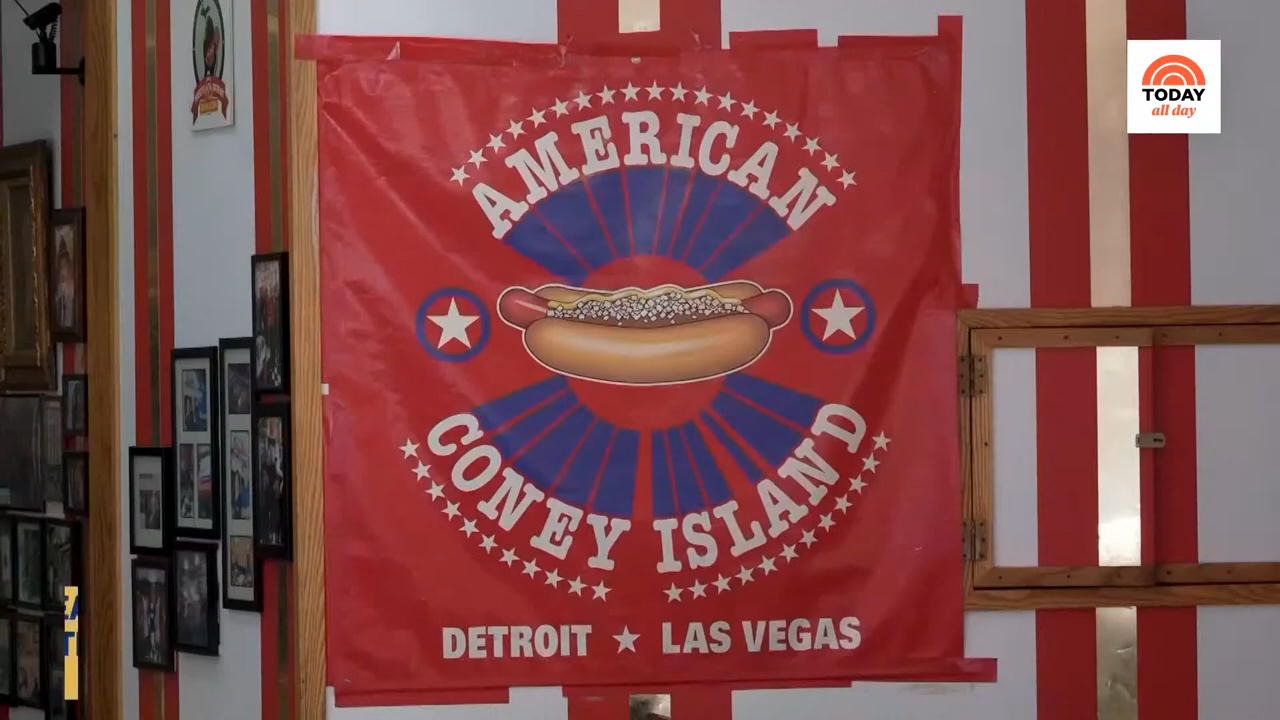 TODAY
all day
AMERICAN
CONEY ISLAND
DETROIT ★ LAS VEGAS